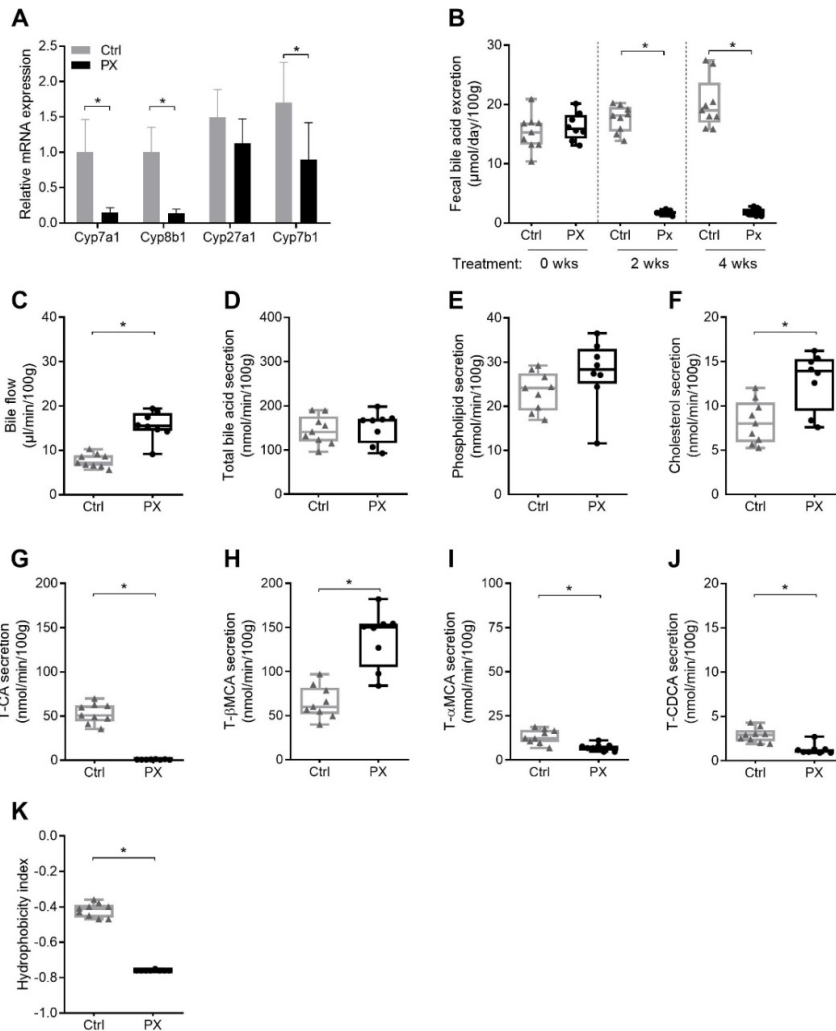 A
Relative mRNA expression
2.5
2.0
1.5
1.0
0.5
0.0
Ctrl
PX
*
*
*
Cyp7a1 Cyp8b1 Cyp27a1 Cyp7b1
B
Fecal bile acid excretion
(µmol/day/100g)
30
20
10
0
*
*
Ctrl PX Ctrl Px Ctrl Px
Treatment: 0 wks 2 wks 4 wks
C
Bile flow
(µl/min/100g)
40
30
20
10
0
*
Ctrl PX
D
Total bile acid secretion
(nmol/min/100g)
400
300
200
100
0
Ctrl PX
E
Phospholipid secretion
(nmol/min/100g)
40
30
20
10
0
Ctrl PX
F
Cholesterol secretion
(nmol/min/100g)
20
15
10
5
0
*
Ctrl PX
G
T-CA secretion
(nmol/min/100g)
200
150
100
50
0
*
Ctrl PX
H
T-βMCA secretion
(nmol/min/100g)
200
150
100
50
0
*
Ctrl PX
I
T-αMCA secretion
(nmol/min/100g)
100
75
50
25
0
*
Ctrl PX
J
T-CDCA secretion
(nmol/min/100g)
20
15
10
5
0
*
Ctrl PX
K
Hydrophobicity index
0.0
-0.2
-0.4
-0.6
-0.8
-1.0
*
Ctrl PX